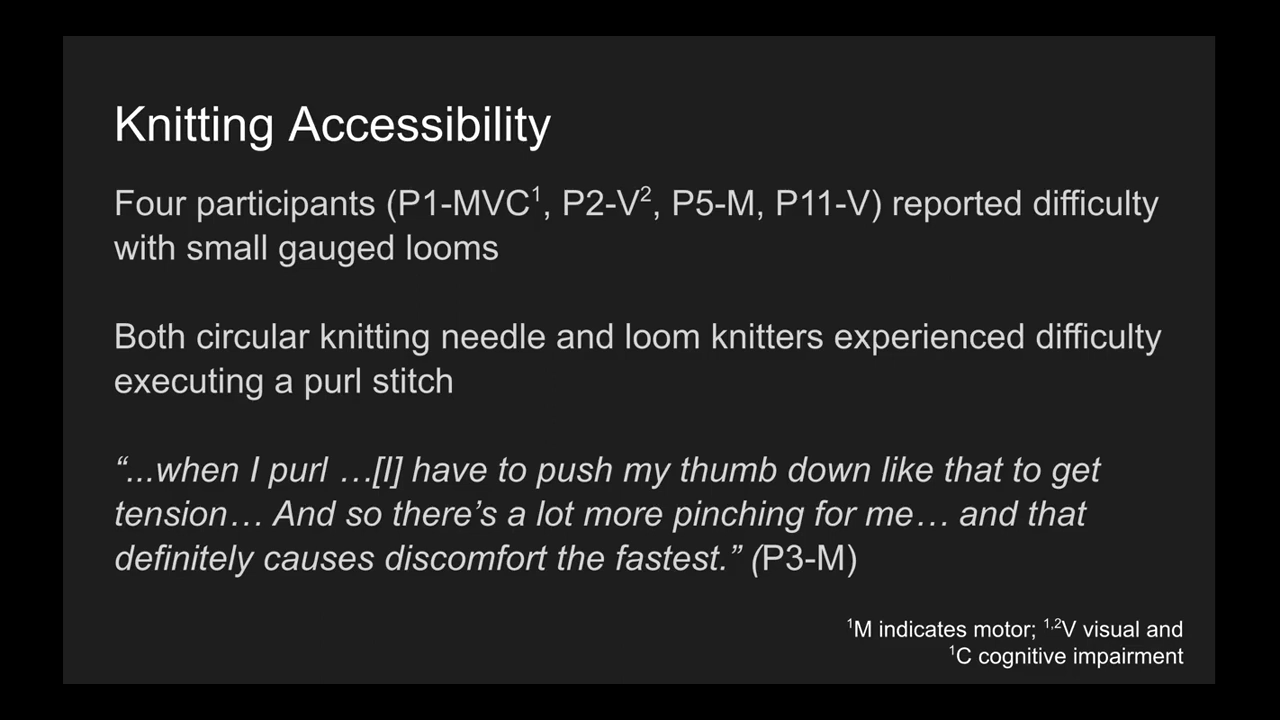 Knitting Accessibility
Four participants (P1-MVC¹, P2-V², P5-M, P11-V) reported difficulty
with small gauged looms
Both circular knitting needle and loom knitters experienced difficulty
executing a purl stitch
“...when I purl …[I] have to push my thumb down like that to get
tension… And so there’s a lot more pinching for me… and that
definitely causes discomfort the fastest.” (P3-M)
¹M indicates motor; ¹,²V visual and
¹C cognitive impairment